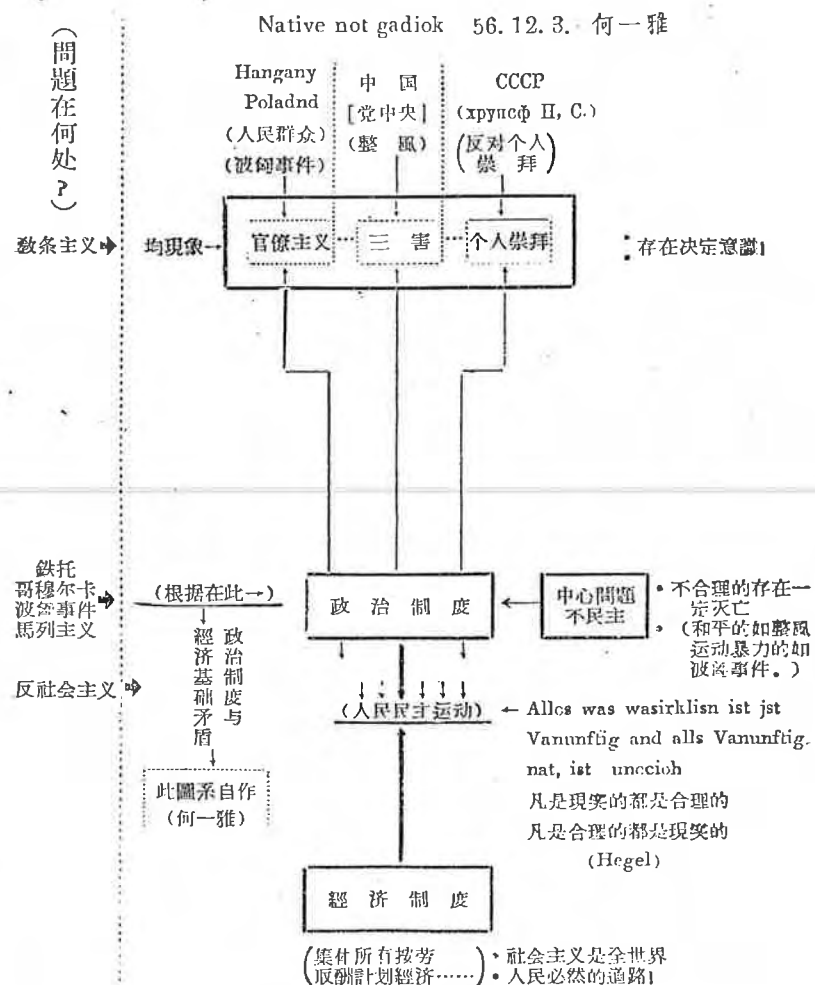 Native not gadiok 56.12.3. 何一雅
(問題在何处?)
Hangany
Poladnd
(人民群众)
(波匈事件)
中国
[党中央]
(整風)
СССР
(хрупсф П, С.)
(反对个人
崇拜)
教条主义
均現象→
官僚主义
三害
个人崇拜
存在决定意識!
鉄托
哥穆尔卡
波匈事件
馬列主义
(根据在此→)
政治制度
中心問題
不民主
• 不合理的存在一
定灭亡
• (和平的如整風
运动暴力的如
波匈事件。)
反社会主义
政治制度与
經济基础矛盾
(人民民主运动)
← Alles was wasirklisn ist jst
Vanunftig and alls Vanunftig.
nat, ist unccioh
凡是現笑的都是合理的
凡是合理的都是現笑的
(Hegel)
此圖系自作
(何一雅)
經济制度
(集体所有按劳
取酬計划經济……)
• 社会主义是全世界
• 人民必然的道路!